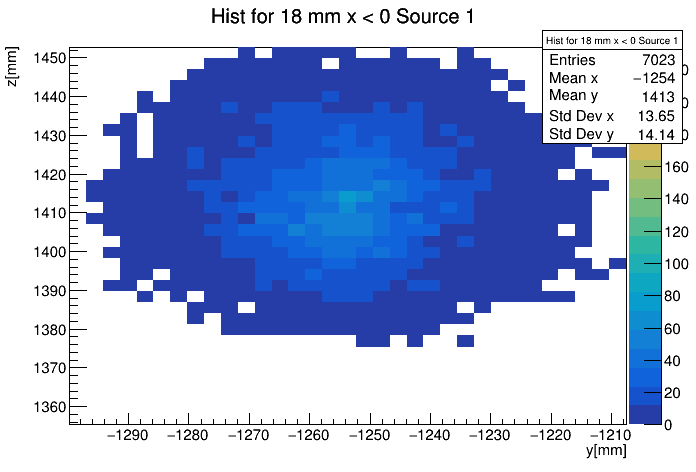 Hist for 18 mm x < 0 Source 1
z[mm]
1450
1440
1430
1420
1410
1400
1390
1380
1370
1360
−1290 −1280 −1270 −1260 −1250 −1240 −1230 −1220 −1210
y[mm]
Hist for 18 mm x < 0 Source 1
Entries 7023
Mean x −1254
Mean y 1413
Std Dev x 13.65
Std Dev y 14.14
160
140
120
100
80
60
40
20
0